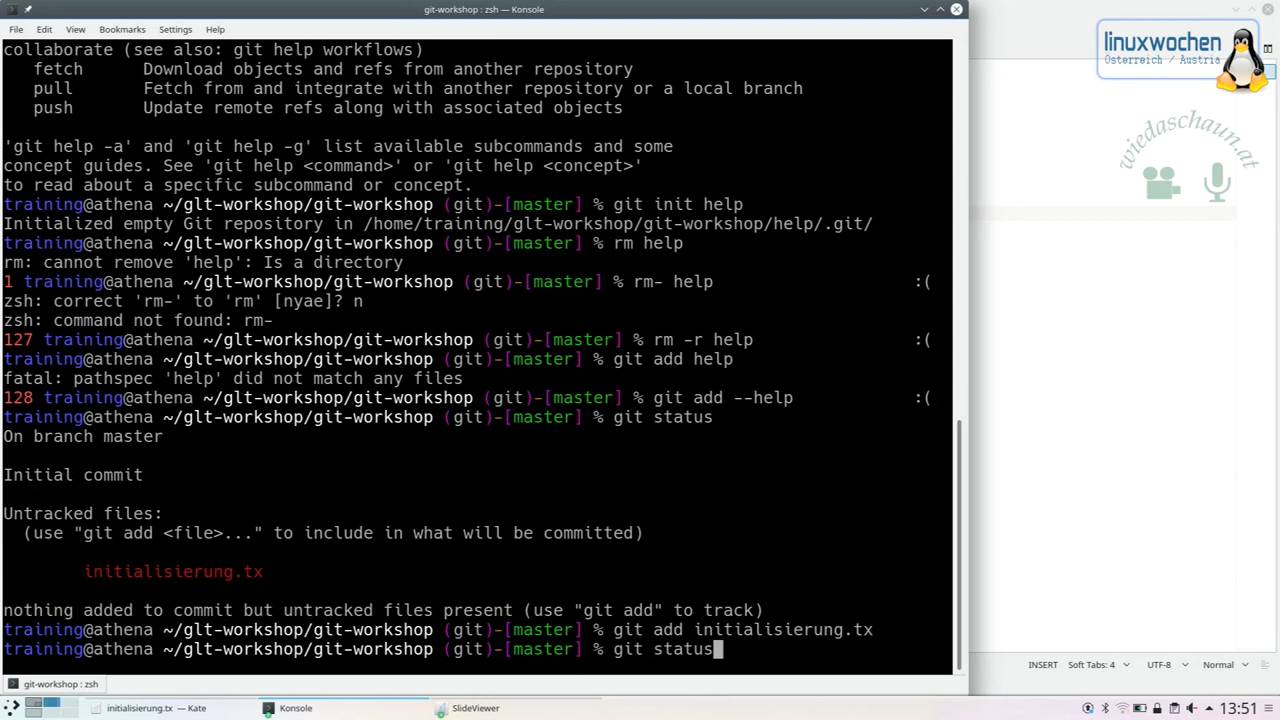 git-workshop : zsh — Konsole
File Edit View Bookmarks Settings Help
collaborate (see also: git help workflows)
fetch Download objects and refs from another repository
pull Fetch from and integrate with another repository or a local branch
push Update remote refs along with associated objects
'git help -a' and 'git help -g' list available subcommands and some
concept guides. See 'git help <command>' or 'git help <concept>'
to read about a specific subcommand or concept.
training@athena ~/glt-workshop/git-workshop (git)-[master] % git init help
Initialized empty Git repository in /home/training/glt-workshop/git-workshop/help/.git/
training@athena ~/glt-workshop/git-workshop (git)-[master] % rm help
rm: cannot remove 'help': Is a directory
1 training@athena ~/glt-workshop/git-workshop (git)-[master] % rm- help :(
zsh: correct 'rm-' to 'rm' [nyae]? n
zsh: command not found: rm-
127 training@athena ~/glt-workshop/git-workshop (git)-[master] % rm -r help :(
training@athena ~/glt-workshop/git-workshop (git)-[master] % git add help
fatal: pathspec 'help' did not match any files
128 training@athena ~/glt-workshop/git-workshop (git)-[master] % git add --help :(
training@athena ~/glt-workshop/git-workshop (git)-[master] % git status
On branch master
Initial commit
Untracked files:
(use "git add <file>..." to include in what will be committed)
initialisierung.tx
nothing added to commit but untracked files present (use "git add" to track)
training@athena ~/glt-workshop/git-workshop (git)-[master] % git add initialisierung.tx
training@athena ~/glt-workshop/git-workshop (git)-[master] % git status
git-workshop : zsh
linuxwochen
Österreich / Austria
wiedaschaun.at
INSERT Soft Tabs: 4 UTF-8 Normal
initialisierung.tx — Kate Konsole SlideViewer 13:51